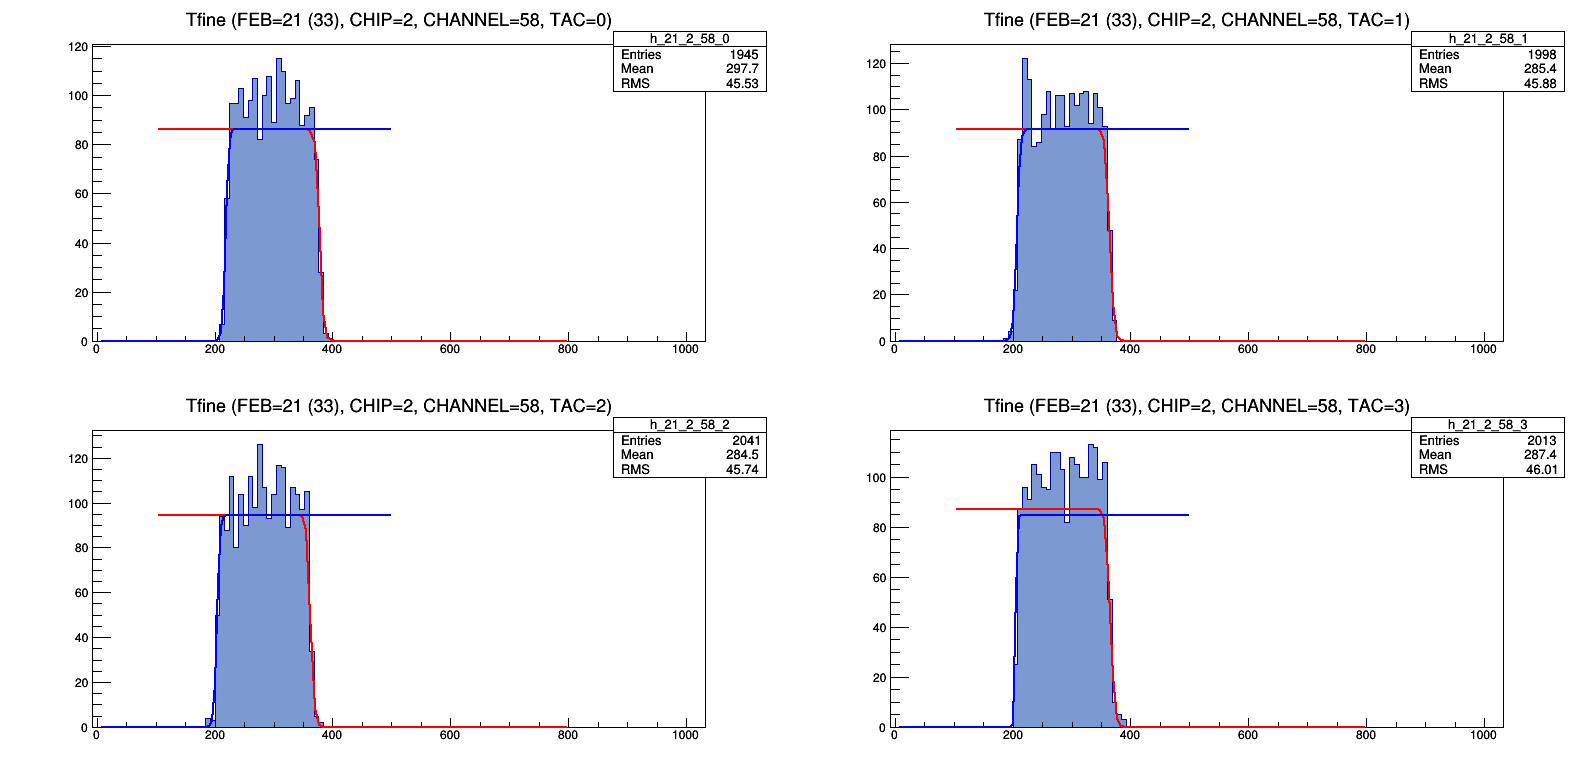 Tfine (FEB=21 (33), CHIP=2, CHANNEL=58, TAC=0)
h_21_2_58_0
Entries 1945
Mean 297.7
RMS 45.53
120
100
80
60
40
20
0
0 200 400 600 800 1000
Tfine (FEB=21 (33), CHIP=2, CHANNEL=58, TAC=1)
h_21_2_58_1
Entries 1998
Mean 285.4
RMS 45.88
120
100
80
60
40
20
0
0 200 400 600 800 1000
Tfine (FEB=21 (33), CHIP=2, CHANNEL=58, TAC=2)
h_21_2_58_2
Entries 2041
Mean 284.5
RMS 45.74
120
100
80
60
40
20
0
0 200 400 600 800 1000
Tfine (FEB=21 (33), CHIP=2, CHANNEL=58, TAC=3)
h_21_2_58_3
Entries 2013
Mean 287.4
RMS 46.01
100
80
60
40
20
0
0 200 400 600 800 1000